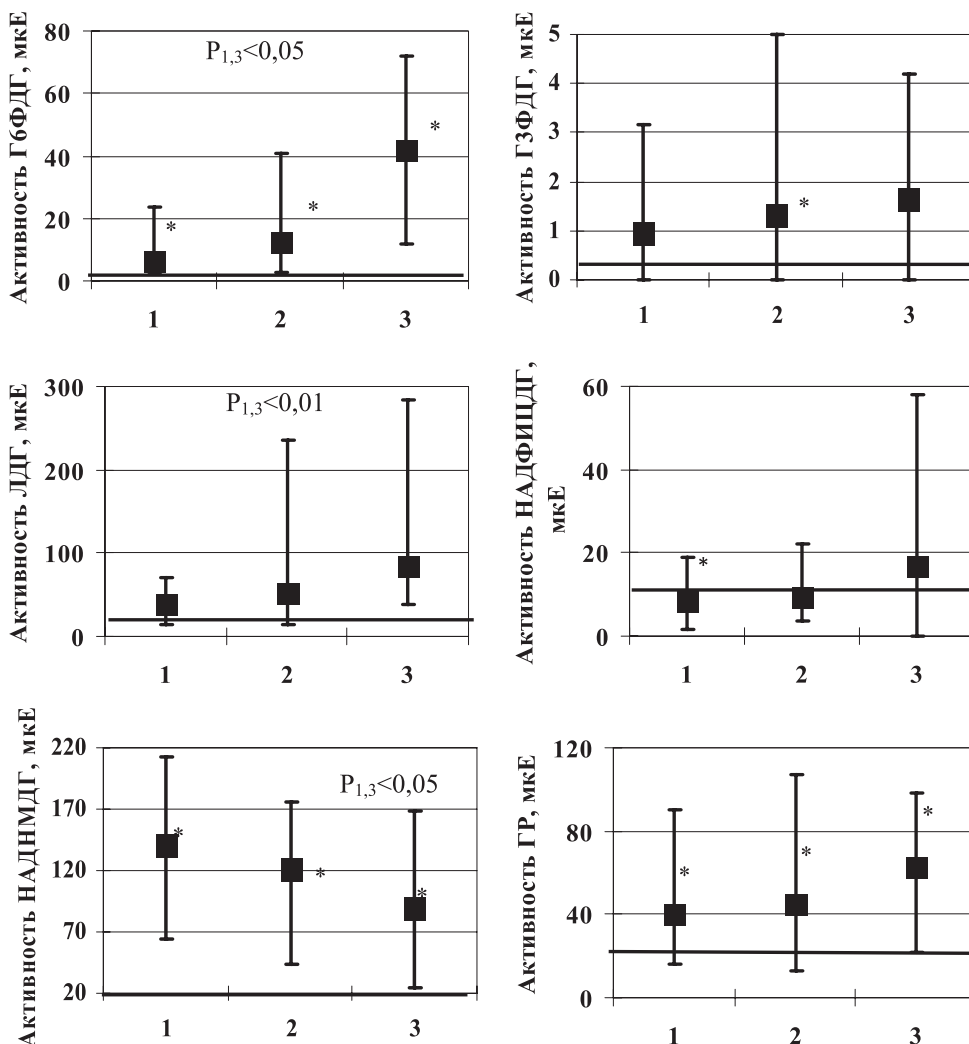 Активность Г6ФДГ, мкЕ
80
60
40
20
0
P1,3<0,05
*
*
*
1 2 3
Активность Г3ФДГ, мкЕ
5
4
3
2
1
0
*
1 2 3
Активность ЛДГ, мкЕ
300
200
100
0
P1,3<0,01
1 2 3
Активность НАДФИЦДГ,
мкЕ
60
40
20
0
*
1 2 3
Активность НАДНМДГ, мкЕ
220
170
120
70
20
P1,3<0,05
*
*
*
1 2 3
Активность ГР, мкЕ
120
80
40
0
*
*
*
1 2 3